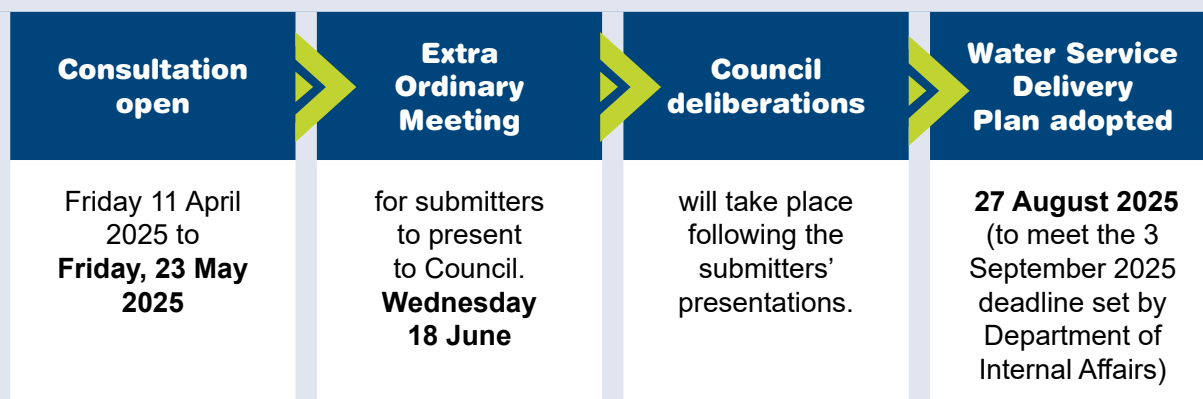 Consultation
open
Friday 11 April
2025 to
Friday, 23 May
2025
Extra
Ordinary
Meeting
for submitters
to present
to Council.
Wednesday
18 June
Council
deliberations
will take place
following the
submitters’
presentations.
Water Service
Delivery
Plan adopted
27 August 2025
(to meet the 3
September 2025
deadline set by
Department of
Internal Affairs)